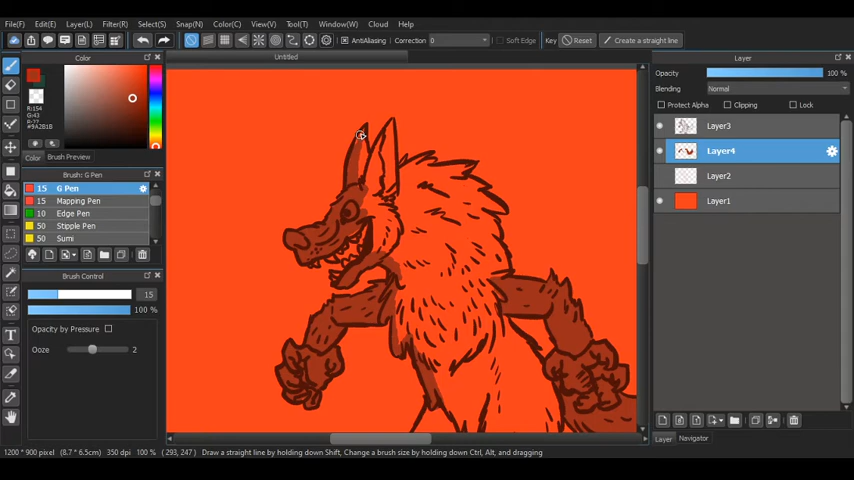 File(F) Edit(E) Layer(L) Filter(R) Select(S) Snap(N) Color(C) View(V) Tool(T) Window(W) Cloud Help
AntiAliasing Correction 0 Soft Edge Key Reset Create a straight line
Untitled
Color
R:154
G:43
B:27
#9A2B1B
Color Brush Preview
Brush: G Pen
15 G Pen
15 Mapping Pen
10 Edge Pen
50 Stipple Pen
50 Sumi
Brush Control
15
100 %
Opacity by Pressure
Ooze 2
Layer
Opacity 100 %
Blending Normal
Protect Alpha Clipping Lock
Layer3
Layer4
Layer2
Layer1
Layer Navigator
1200 * 900 pixel (8.7 * 6.5cm) 350 dpi 100 % ( 293, 247 ) Draw a straight line by holding down Shift, Change a brush size by holding down Ctrl, Alt, and dragging